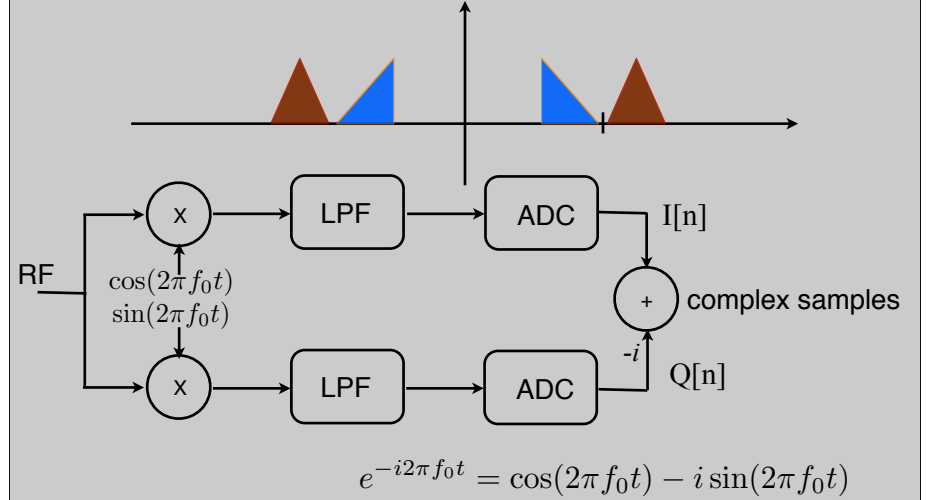 x
LPF
ADC
I[n]
RF
cos(2πf₀t)
sin(2πf₀t)
+
complex samples
-i
x
LPF
ADC
Q[n]
e^{-i2πf₀t} = cos(2πf₀t) − i sin(2πf₀t)